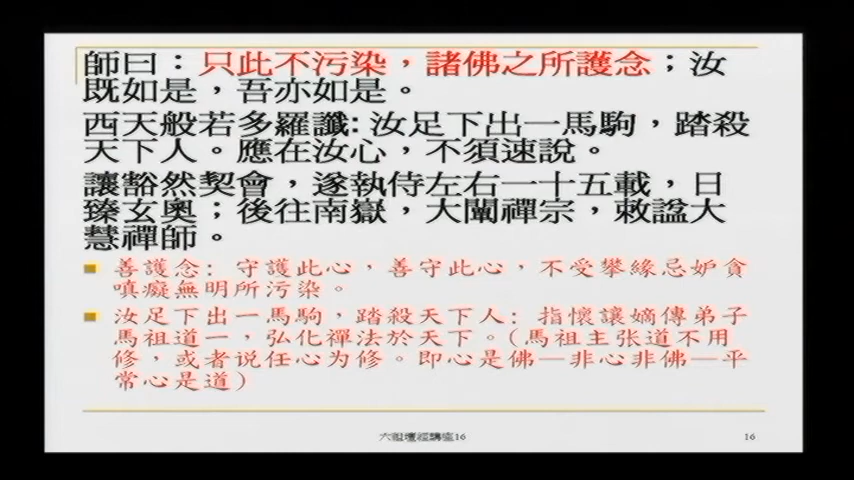 師曰：只此不污染，諸佛之所護念；汝
既如是，吾亦如是。
西天般若多羅讖: 汝足下出一馬駒，踏殺
天下人。應在汝心，不須速說。
讓豁然契會，遂執侍左右一十五載，日
臻玄奧；後往南嶽，大闡禪宗，敕諡大
慧禪師。
善護念: 守護此心，善守此心，不受攀緣忌妒貪
嗔癡無明所污染。
汝足下出一馬駒，踏殺天下人: 指懷讓嫡傳弟子
馬祖道一，弘化禪法於天下。(馬祖主张道不用
修，或者说任心为修。即心是佛—非心非佛—平
常心是道)
六祖壇經講座16
16